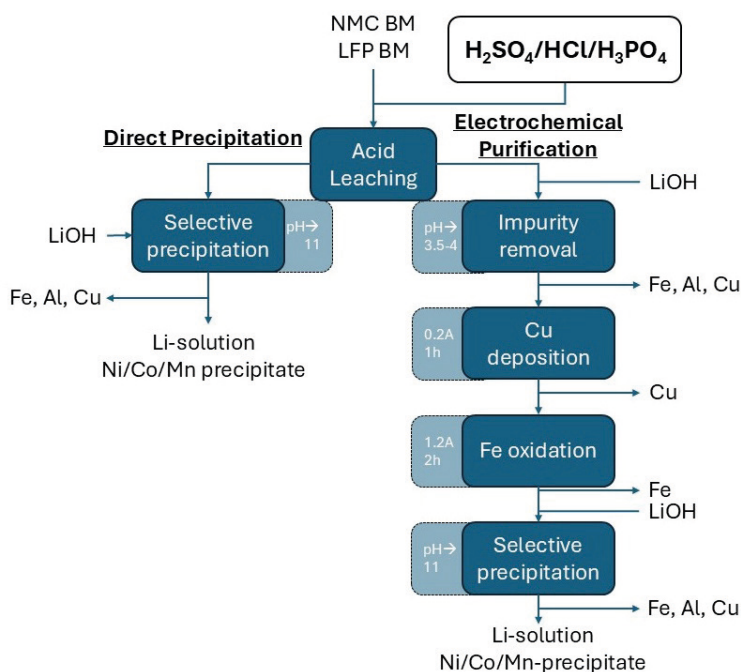 NMC BM
LFP BM
H₂SO₄/HCl/H₃PO₄
Direct Precipitation
Acid
Leaching
Electrochemical
Purification
LiOH
Selective
precipitation
pH→
11
Fe, Al, Cu
Li-solution
Ni/Co/Mn precipitate
LiOH
pH→
3.5-4
Impurity
removal
Fe, Al, Cu
0.2A
1h
Cu
deposition
Cu
1.2A
2h
Fe oxidation
Fe
LiOH
pH→
11
Selective
precipitation
Fe, Al, Cu
Li-solution
Ni/Co/Mn-precipitate